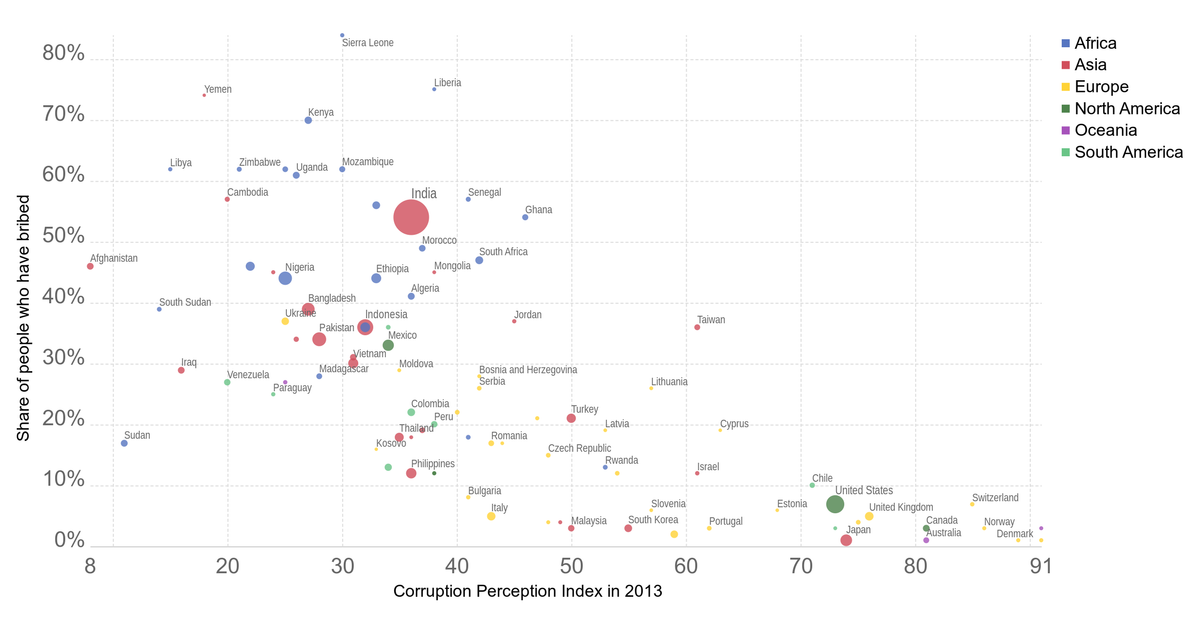 80%
Sierra Leone
Africa
Asia
Yemen
Liberia
Europe
70%
Kenya
North America
Oceania
South America
Libya
Zimbabwe
Uganda
Mozambique
60%
Cambodia
India
Senegal
Ghana
50%
Morocco
South Africa
Afghanistan
Nigeria
Ethiopia
Mongolia
Algeria
40%
South Sudan
Bangladesh
Ukraine
Indonesia
Jordan
Taiwan
Pakistan
Mexico
Vietnam
30%
Iraq
Madagascar
Moldova
Bosnia and Herzegovina
Venezuela
Serbia
Lithuania
Paraguay
Colombia
Peru
Turkey
20%
Thailand
Latvia
Cyprus
Sudan
Kosovo
Romania
Czech Republic
Philippines
Rwanda
Israel
10%
Chile
Bulgaria
United States
Switzerland
Italy
Slovenia
Estonia
United Kingdom
Malaysia
South Korea
Portugal
Japan
Canada
Australia
Norway
Denmark
0%
Share of people who have bribed
8
20
30
40
50
60
70
80
91
Corruption Perception Index in 2013